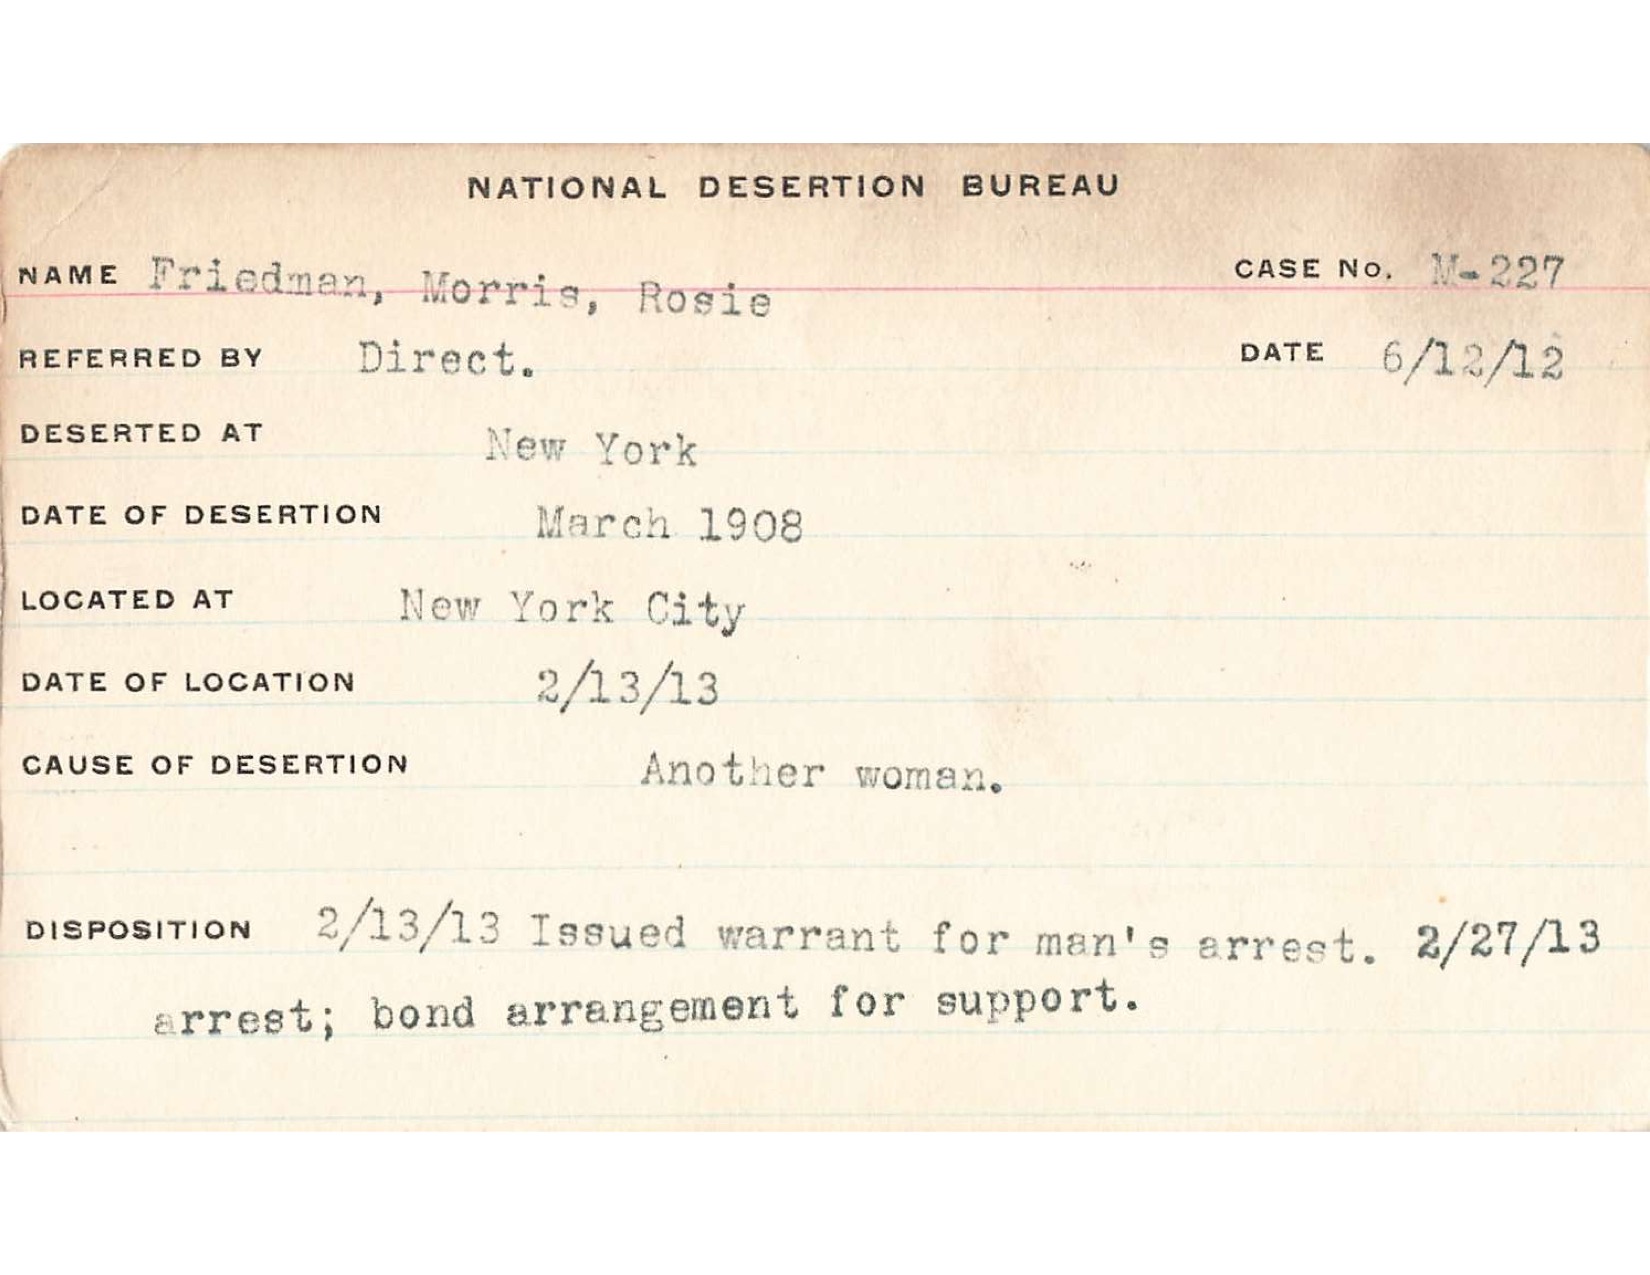 NATIONAL DESERTION BUREAU
NAME Friedman, Morris, Rosie CASE No. M-227
REFERRED BY Direct. DATE 6/12/12
DESERTED AT New York
DATE OF DESERTION March 1908
LOCATED AT New York City
DATE OF LOCATION 2/13/13
CAUSE OF DESERTION Another woman.
DISPOSITION 2/13/13 Issued warrant for man's arrest. 2/27/13
arrest; bond arrangement for support.